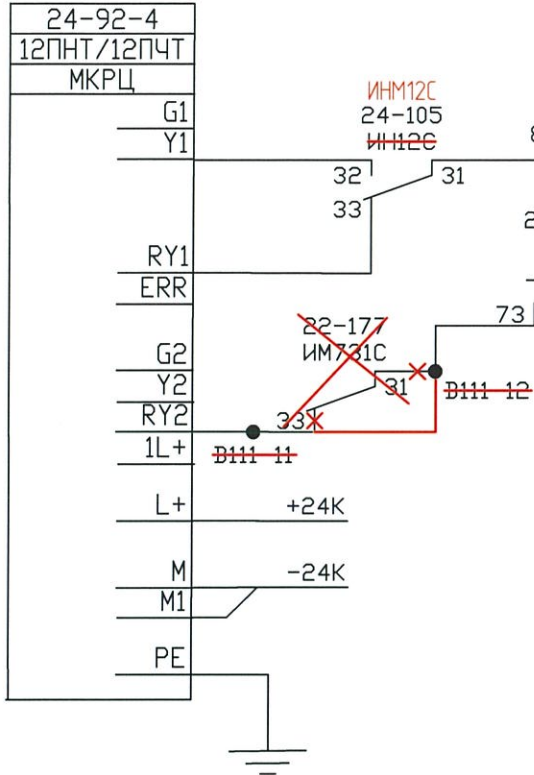 24-92-4
12ПНТ/12ПЧТ
МКРЦ
G1
Y1
ИНМ12С
24-105
ИН12С
32
31
33
RY1
ERR
73
22-177
ИМ731С
G2
Y2
31
В111 12
RY2
33
В111 11
1L+
L+
+24К
M
-24К
M1
PE